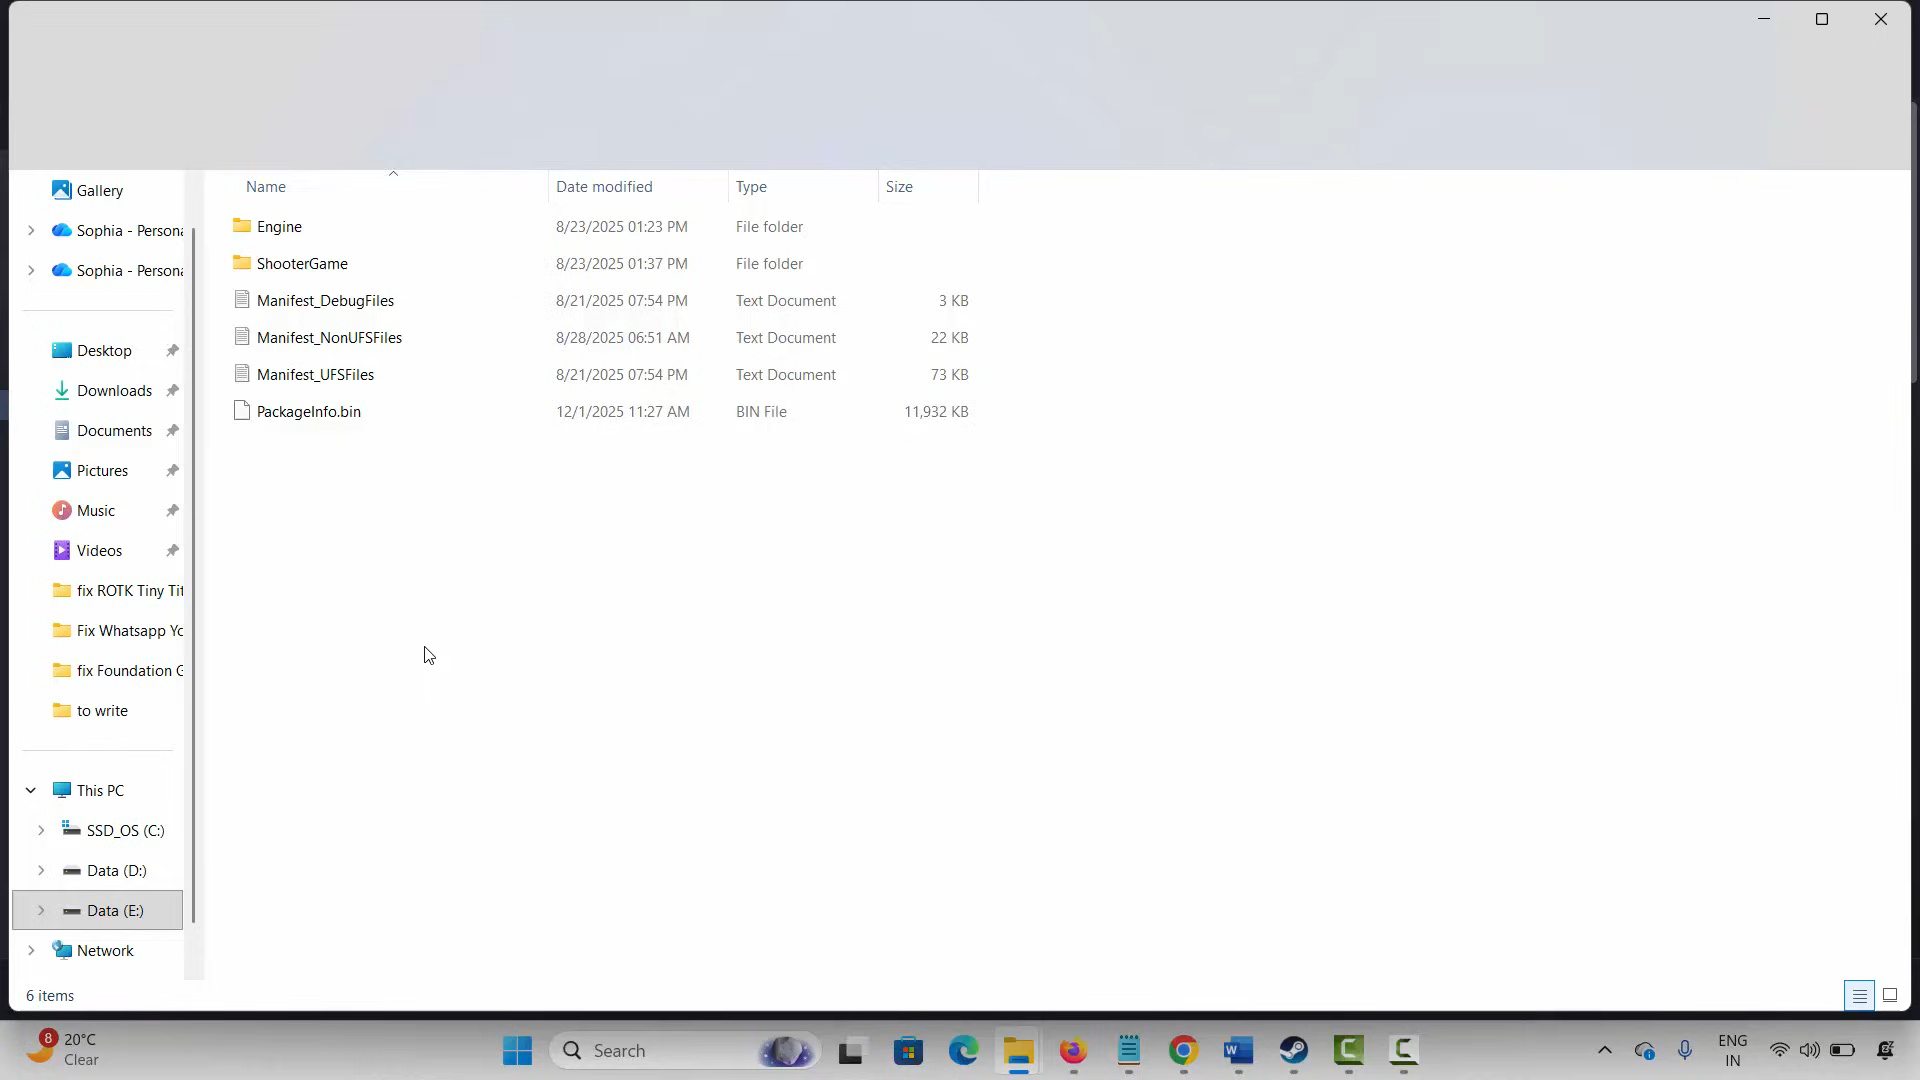 Name Date modified Type Size
Engine 8/23/2025 01:23 PM File folder
ShooterGame 8/23/2025 01:37 PM File folder
Manifest_DebugFiles 8/21/2025 07:54 PM Text Document 3 KB
Manifest_NonUFSFiles 8/28/2025 06:51 AM Text Document 22 KB
Manifest_UFSFiles 8/21/2025 07:54 PM Text Document 73 KB
PackageInfo.bin 12/1/2025 11:27 AM BIN File 11,932 KB
Gallery
Sophia - Persona
Sophia - Persona
Desktop
Downloads
Documents
Pictures
Music
Videos
fix ROTK Tiny Tit
Fix Whatsapp Yo
fix Foundation G
to write
This PC
SSD_OS (C:)
Data (D:)
Data (E:)
Network
6 items
8
20°C
Clear
Search
ENG
IN